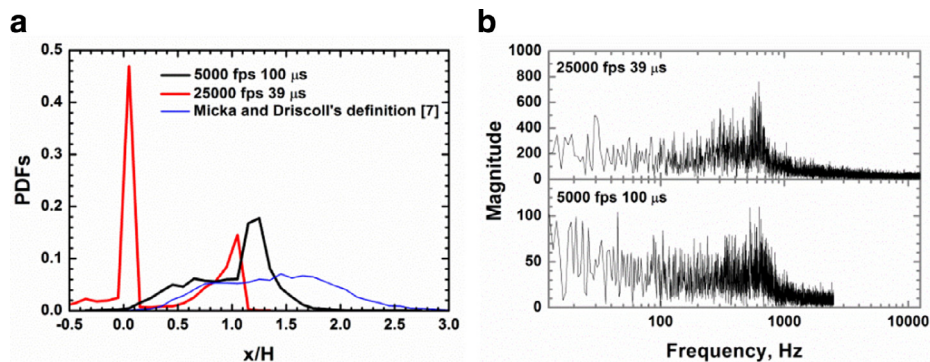 a
0.5
0.4
0.3
0.2
0.1
0.0
PDFs
5000 fps 100 μs
25000 fps 39 μs
Micka and Driscoll's definition [7]
-0.5 0.0 0.5 1.0 1.5 2.0 2.5 3.0
x/H
b
1000
800
600
400
200
0
25000 fps 39 μs
Magnitude
100
50
0
5000 fps 100 μs
100 1000 10000
Frequency, Hz